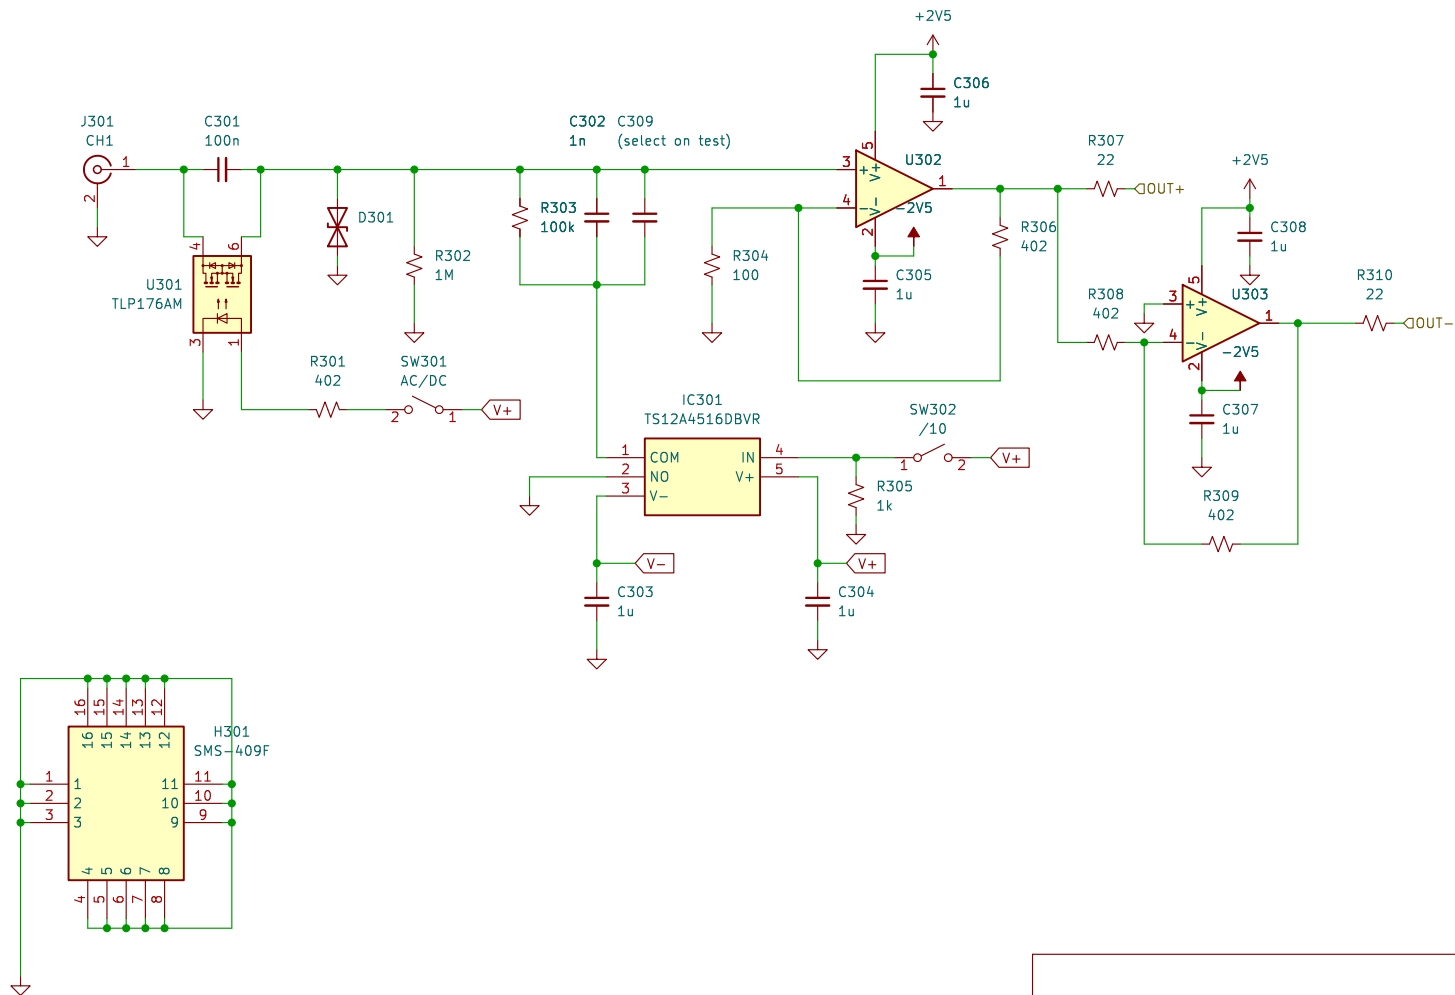 +2V5
C306
1u
J301
CH1
1
2
C301
100n
C302
1n
C309
(select on test)
3
4
5
V+
V-
2
U302
1
-2V5
R307
22
OUT+
+2V5
D301
R303
100k
R302
1M
R304
100
C305
1u
R306
402
C308
1u
4
6
U301
TLP176AM
3
1
R308
402
3
4
5
V+
V-
2
U303
1
-2V5
R310
22
OUT-
R301
402
SW301
AC/DC
2
1
V+
C307
1u
IC301
TS12A4516DBVR
1
COM
2
NO
3
V-
IN
4
V+
5
SW302
/10
1
2
V+
R305
1k
R309
402
V-
V+
C303
1u
C304
1u
H301
SMS-409F
16
15
14
13
12
16
15
14
13
12
1
1
2
2
3
3
11
11
10
10
9
9
4
5
6
7
8
4
5
6
7
8